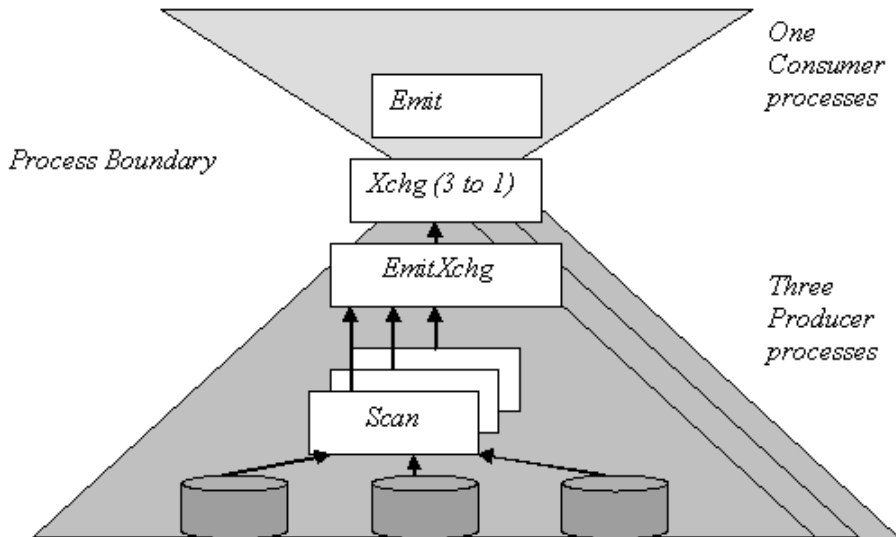 One
Consumer
processes
Emit
Process Boundary
Xchg (3 to 1)
EmitXchg
Three
Producer
processes
Scan